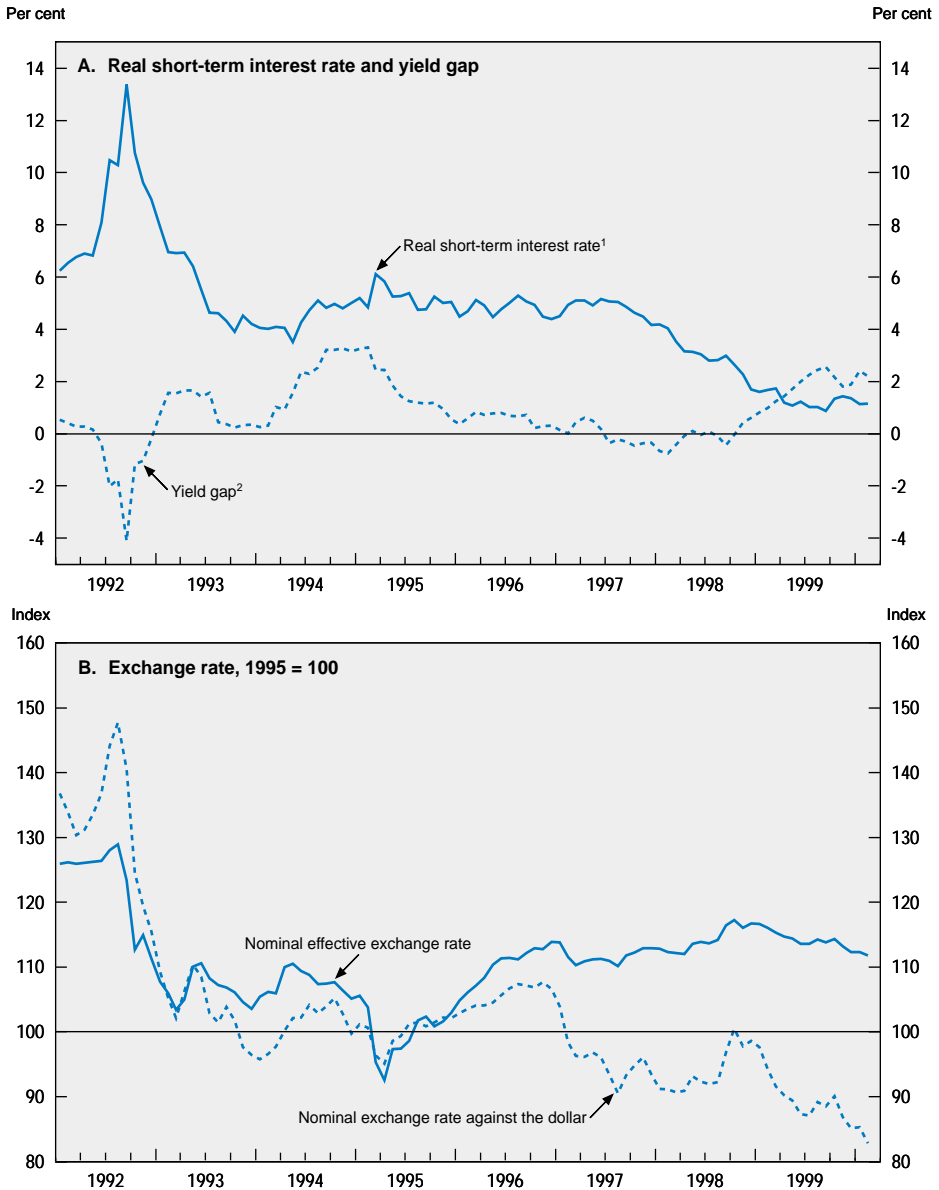 Per cent Per cent
A. Real short-term interest rate and yield gap
14 14
12 12
10 10
8 8
Real short-term interest rate1
6 6
4 4
2 2
0 0
Yield gap2
-2 -2
-4 -4
1992 1993 1994 1995 1996 1997 1998 1999
Index Index
160 160
B. Exchange rate, 1995 = 100
150 150
140 140
130 130
120 120
Nominal effective exchange rate
110 110
100 100
90 90
Nominal exchange rate against the dollar
80 80
1992 1993 1994 1995 1996 1997 1998 1999